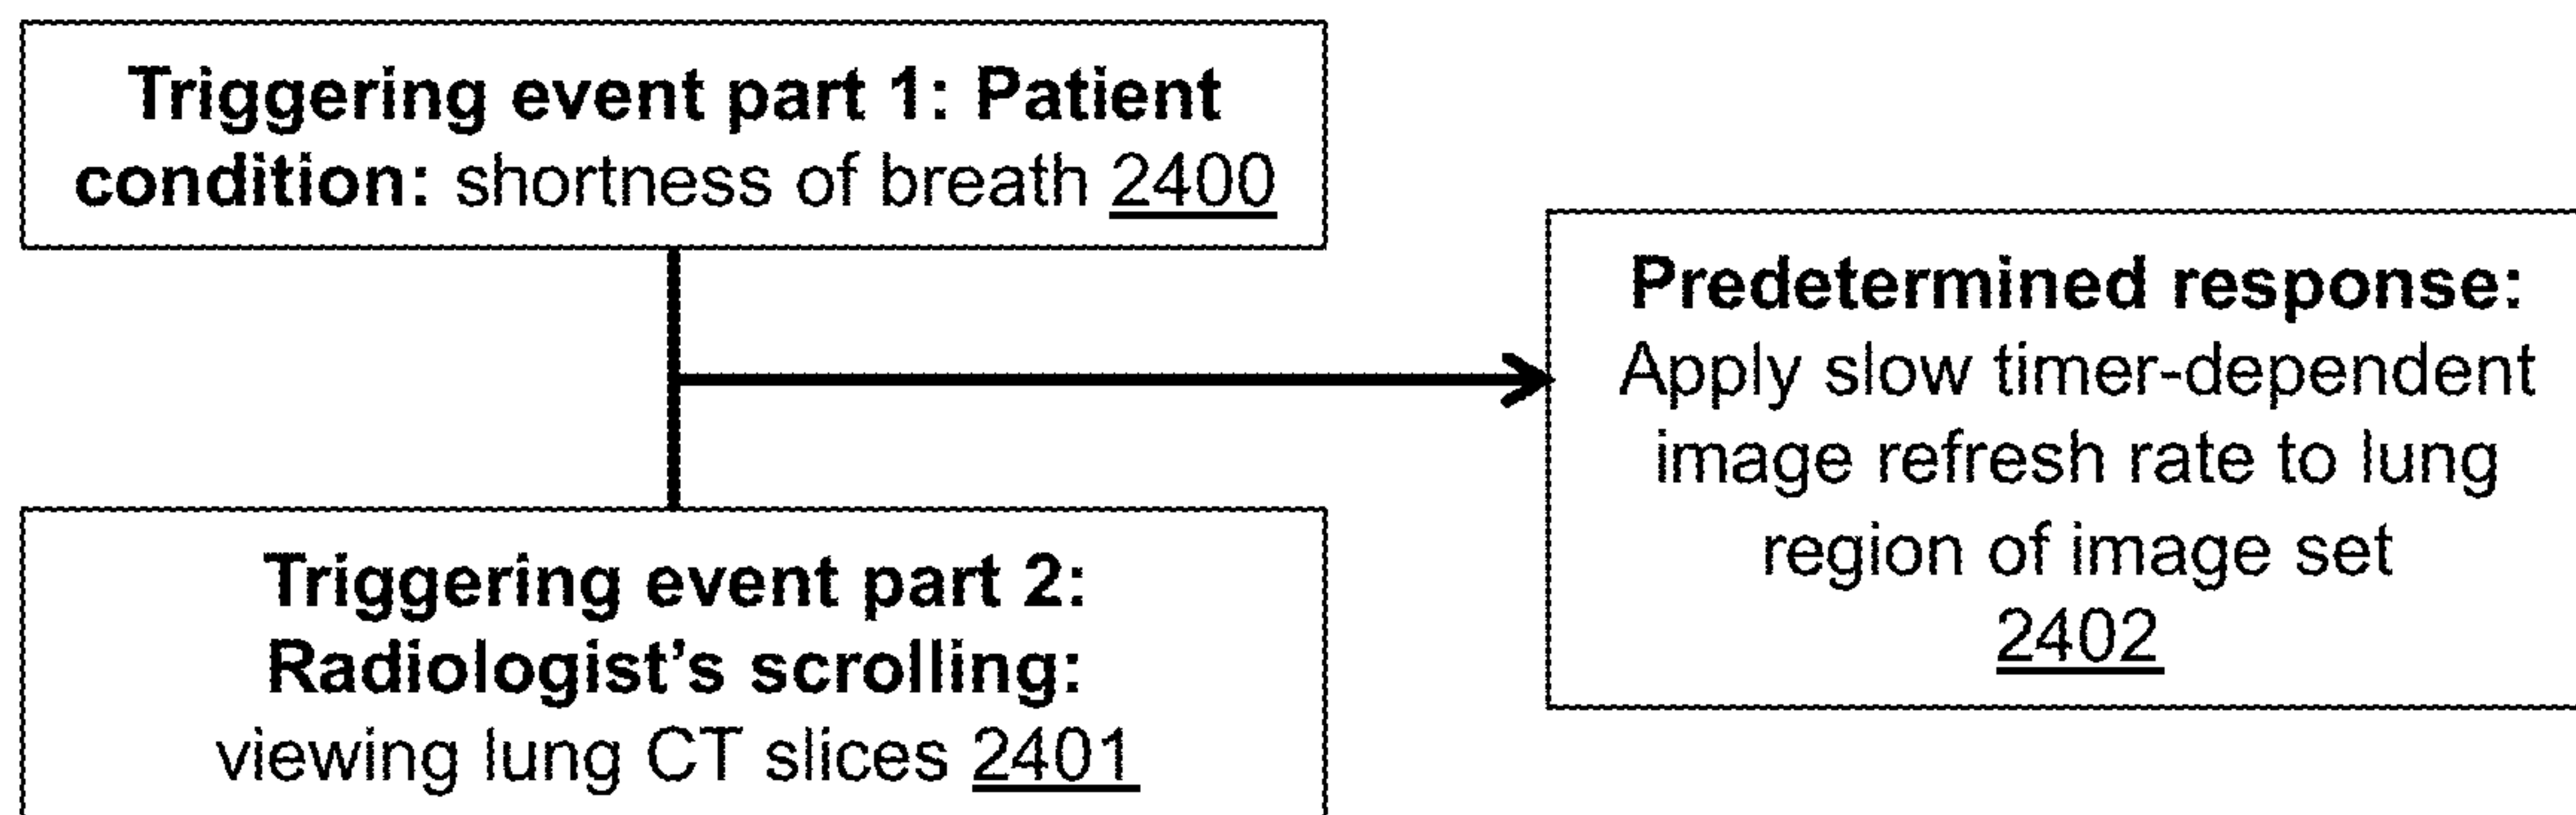 Triggering event part 1: Patient
condition: shortness of breath 2400
Predetermined response:
Apply slow timer-dependent
image refresh rate to lung
region of image set
2402
Triggering event part 2:
Radiologist's scrolling:
viewing lung CT slices 2401